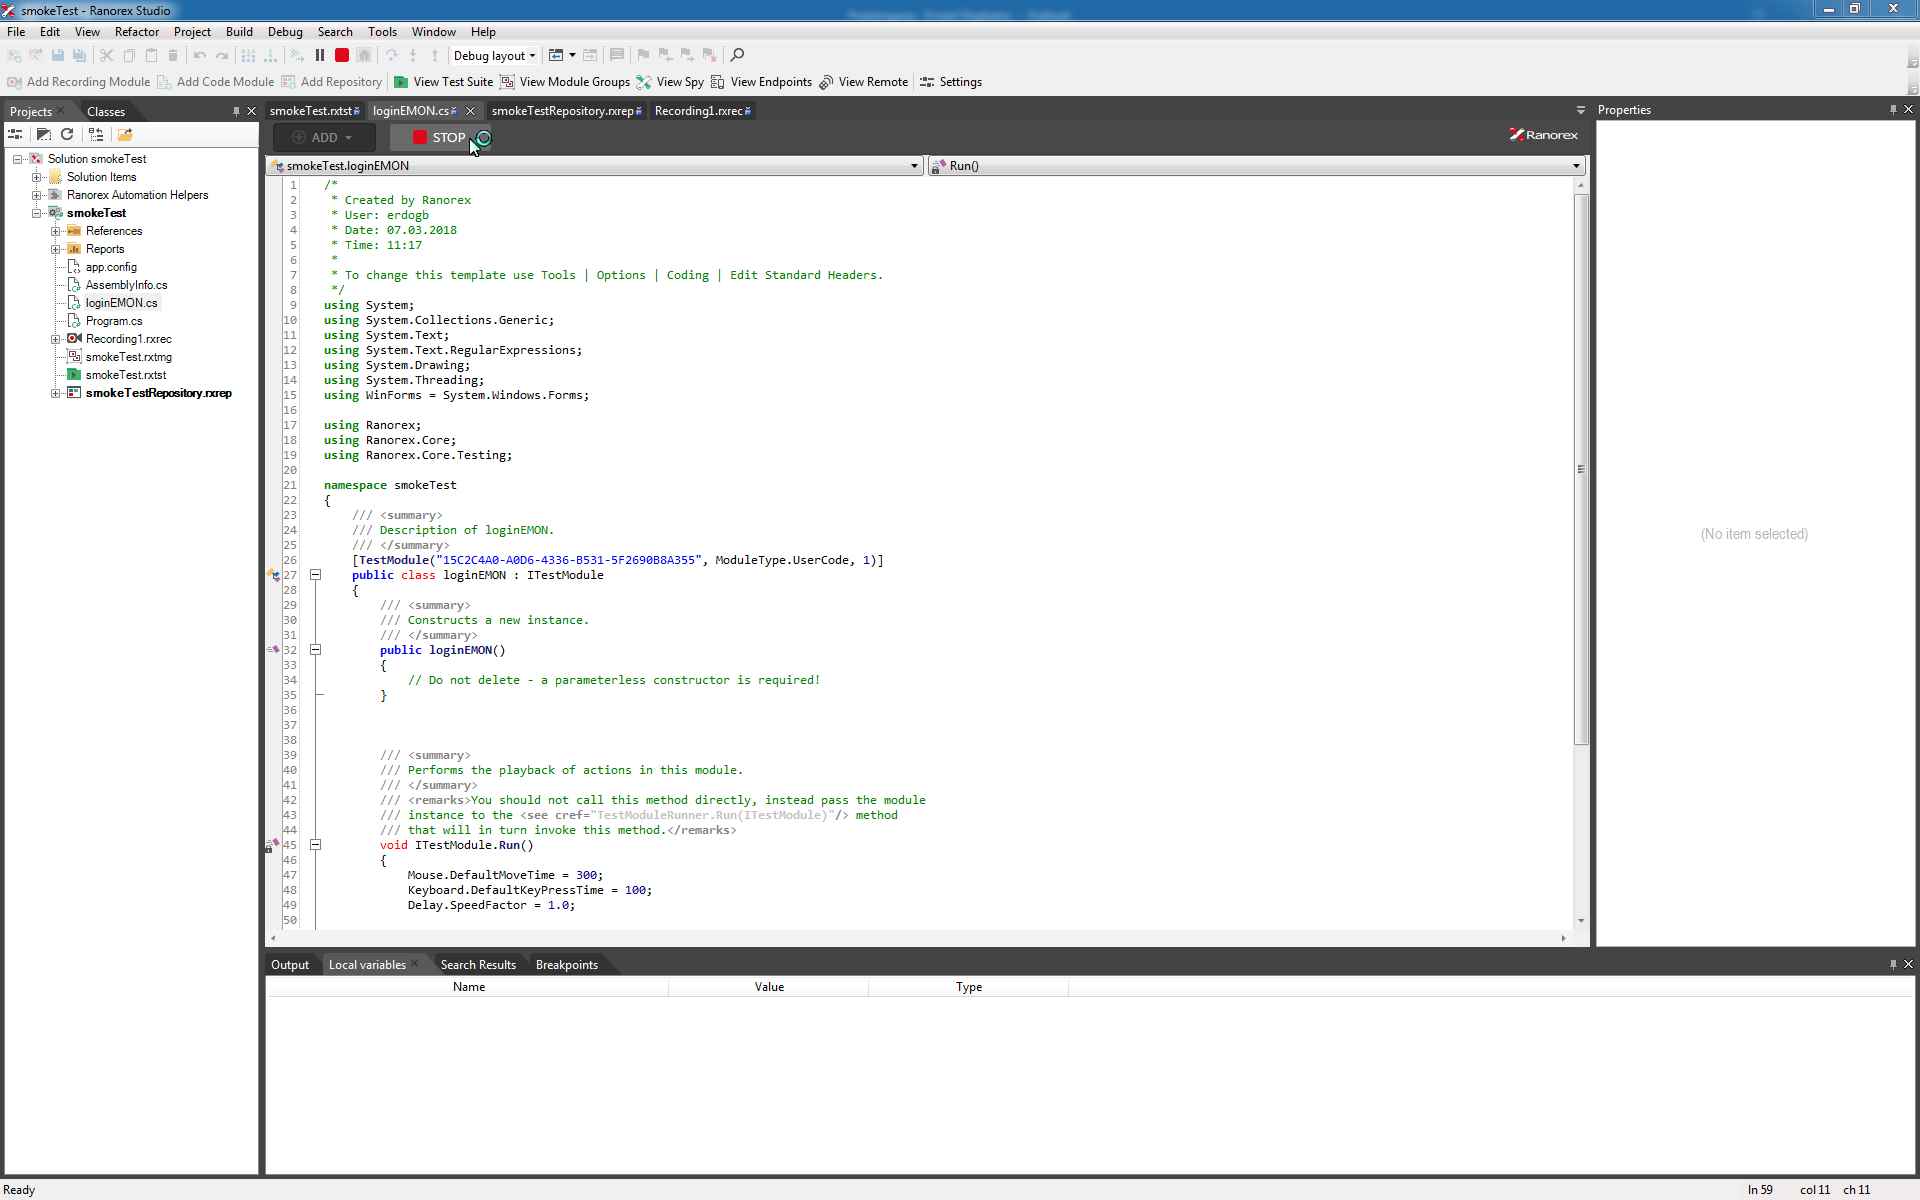 smokeTest - Ranorex Studio
File Edit View Refactor Project Build Debug Search Tools Window Help
Debug layout
Add Recording Module Add Code Module Add Repository View Test Suite View Module Groups View Spy View Endpoints View Remote Settings
Projects Classes
smokeTest.rxtst loginEMON.cs smokeTestRepository.rxrep Recording1.rxrec
Properties
ADD STOP
Ranorex
smokeTest.loginEMON
Run()
Solution smokeTest
Solution Items
Ranorex Automation Helpers
smokeTest
References
Reports
app.config
AssemblyInfo.cs
loginEMON.cs
Program.cs
Recording1.rxrec
smokeTest.rxtmg
smokeTest.rxtst
smokeTestRepository.rxrep
1 /*
2 * Created by Ranorex
3 * User: erdogb
4 * Date: 07.03.2018
5 * Time: 11:17
6 *
7 * To change this template use Tools | Options | Coding | Edit Standard Headers.
8 */
9 using System;
10 using System.Collections.Generic;
11 using System.Text;
12 using System.Text.RegularExpressions;
13 using System.Drawing;
14 using System.Threading;
15 using WinForms = System.Windows.Forms;
16
17 using Ranorex;
18 using Ranorex.Core;
19 using Ranorex.Core.Testing;
20
21 namespace smokeTest
22 {
23 /// <summary>
24 /// Description of loginEMON.
25 /// </summary>
26 [TestModule("15C2C4A0-A0D6-4336-B531-5F2690B8A355", ModuleType.UserCode, 1)]
27 public class loginEMON : ITestModule
28 {
29 /// <summary>
30 /// Constructs a new instance.
31 /// </summary>
32 public loginEMON()
33 {
34 // Do not delete - a parameterless constructor is required!
35 }
36
37
38
39 /// <summary>
40 /// Performs the playback of actions in this module.
41 /// </summary>
42 /// <remarks>You should not call this method directly, instead pass the module
43 /// instance to the <see cref="TestModuleRunner.Run(ITestModule)"/> method
44 /// that will in turn invoke this method.</remarks>
45 void ITestModule.Run()
46 {
47 Mouse.DefaultMoveTime = 300;
48 Keyboard.DefaultKeyPressTime = 100;
49 Delay.SpeedFactor = 1.0;
50
(No item selected)
Output Local variables Search Results Breakpoints
Name Value Type
Ready
ln 59 col 11 ch 11